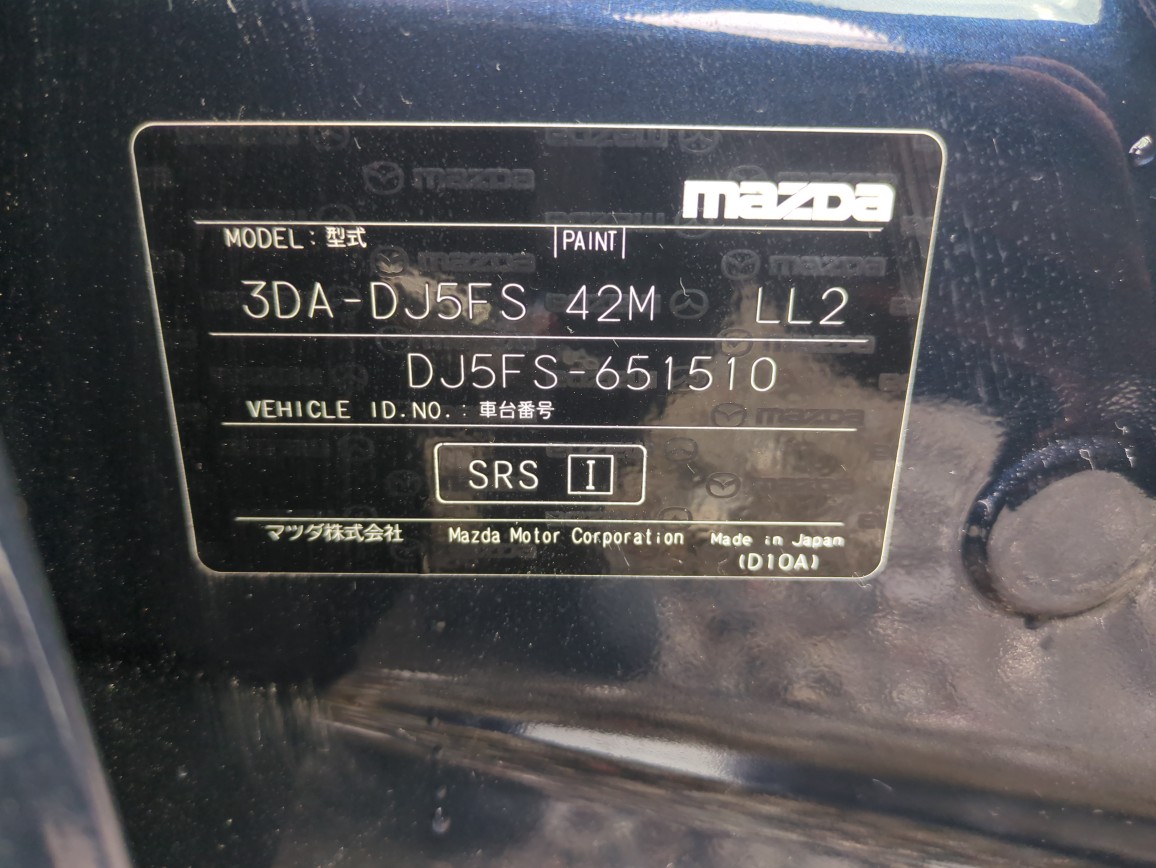 mazda
MODEL: 型式 |PAINT|
3DA-DJ5FS 42M LL2
DJ5FS-651510
VEHICLE ID.NO.: 車台番号
SRS I
マツダ株式会社 Mazda Motor Corporation Made in Japan
(D10A)